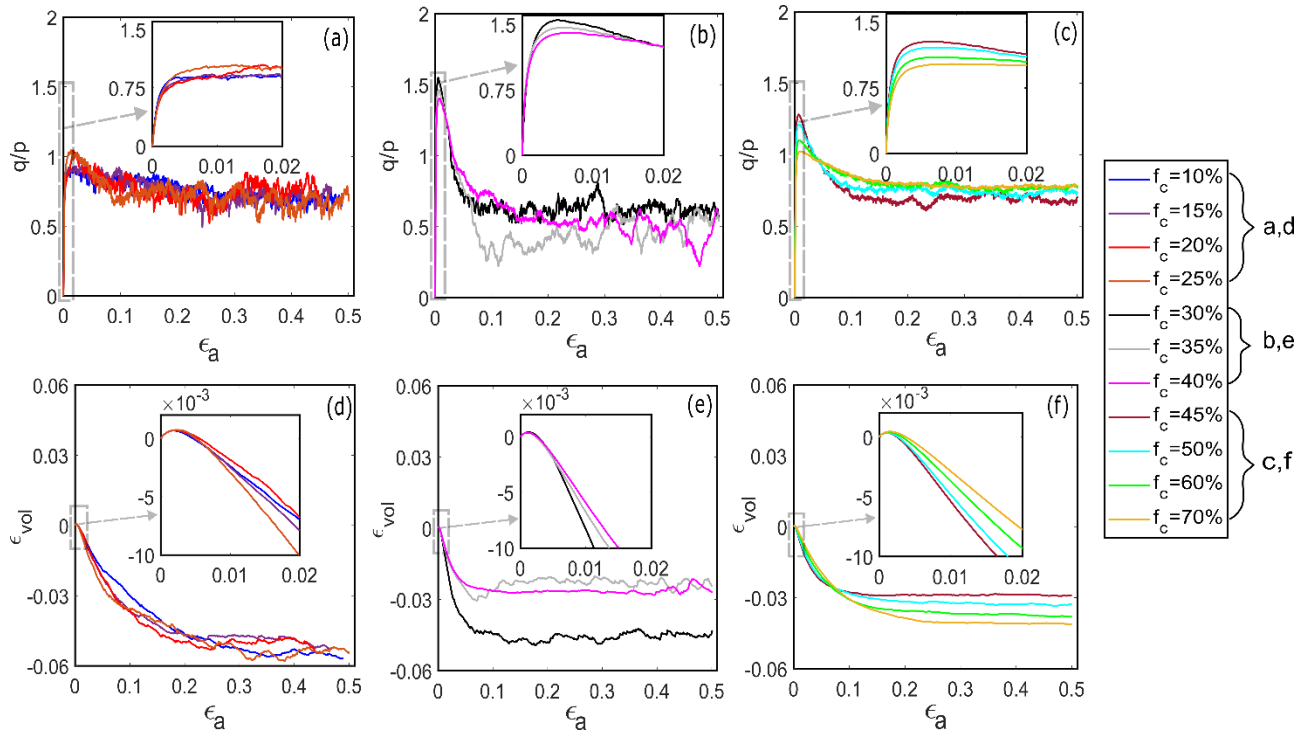 (a)
q/p
2
1.5
1
0.5
0
0 0.1 0.2 0.3 0.4 0.5
ϵa
1.5
0.75
0
0 0.01 0.02
(b)
q/p
2
1.5
1
0.5
0
0 0.1 0.2 0.3 0.4 0.5
ϵa
1.5
0.75
0
0 0.01 0.02
(c)
q/p
2
1.5
1
0.5
0
0 0.1 0.2 0.3 0.4 0.5
ϵa
1.5
0.75
0
0 0.01 0.02
(d)
ϵvol
0.06
0.03
0
-0.03
-0.06
0 0.1 0.2 0.3 0.4 0.5
ϵa
×10-3
0
-5
-10
0 0.01 0.02
(e)
ϵvol
0.06
0.03
0
-0.03
-0.06
0 0.1 0.2 0.3 0.4 0.5
ϵa
×10-3
0
-5
-10
0 0.01 0.02
(f)
ϵvol
0.06
0.03
0
-0.03
-0.06
0 0.1 0.2 0.3 0.4 0.5
ϵa
×10-3
0
-5
-10
0 0.01 0.02
fc=10%
fc=15%
fc=20%
fc=25%
a,d
fc=30%
fc=35%
fc=40%
b,e
fc=45%
fc=50%
fc=60%
fc=70%
c,f